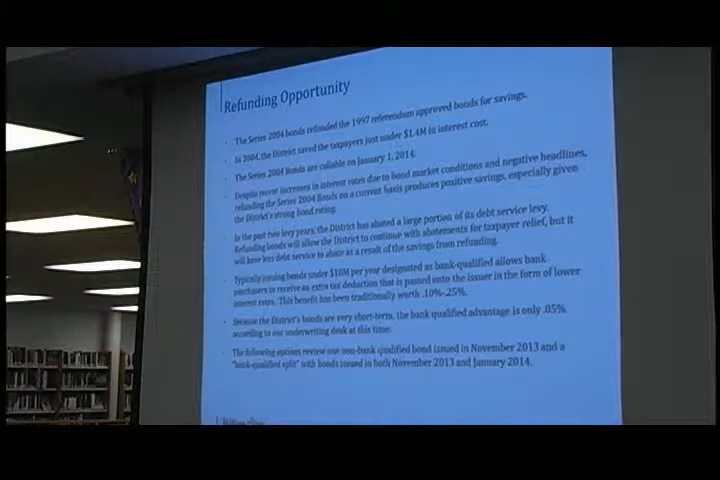 Refunding Opportunity
· The Series 2004 bonds refunded the 1997 referendum approved bonds for savings.
· In 2004, the District saved the taxpayers just under $1.4M in interest cost.
· The Series 2004 Bonds are callable on January 1, 2014.
· Despite recent increases in interest rates due to bond market conditions and negative headlines,
refunding the Series 2004 Bonds on a current basis produces positive savings, especially given
the District's strong bond rating.
· In the past two levy years, the District has abated a large portion of its debt service levy.
Refunding bonds will allow the District to continue with abatements for taxpayer relief, but it
will have less debt service to abate as a result of the savings from refunding.
· Typically issuing bonds under $10M per year designated as bank-qualified allows bank
purchasers to receive an extra tax deduction that is passed onto the issuer in the form of lower
interest rates. This benefit has been traditionally worth .10%-.25%.
· Because the District's bonds are very short-term, the bank qualified advantage is only .05%
according to our underwriting desk at this time.
· The following options review one non-bank qualified bond issued in November 2013 and a
"bank-qualified split" with bonds issued in both November 2013 and January 2014.